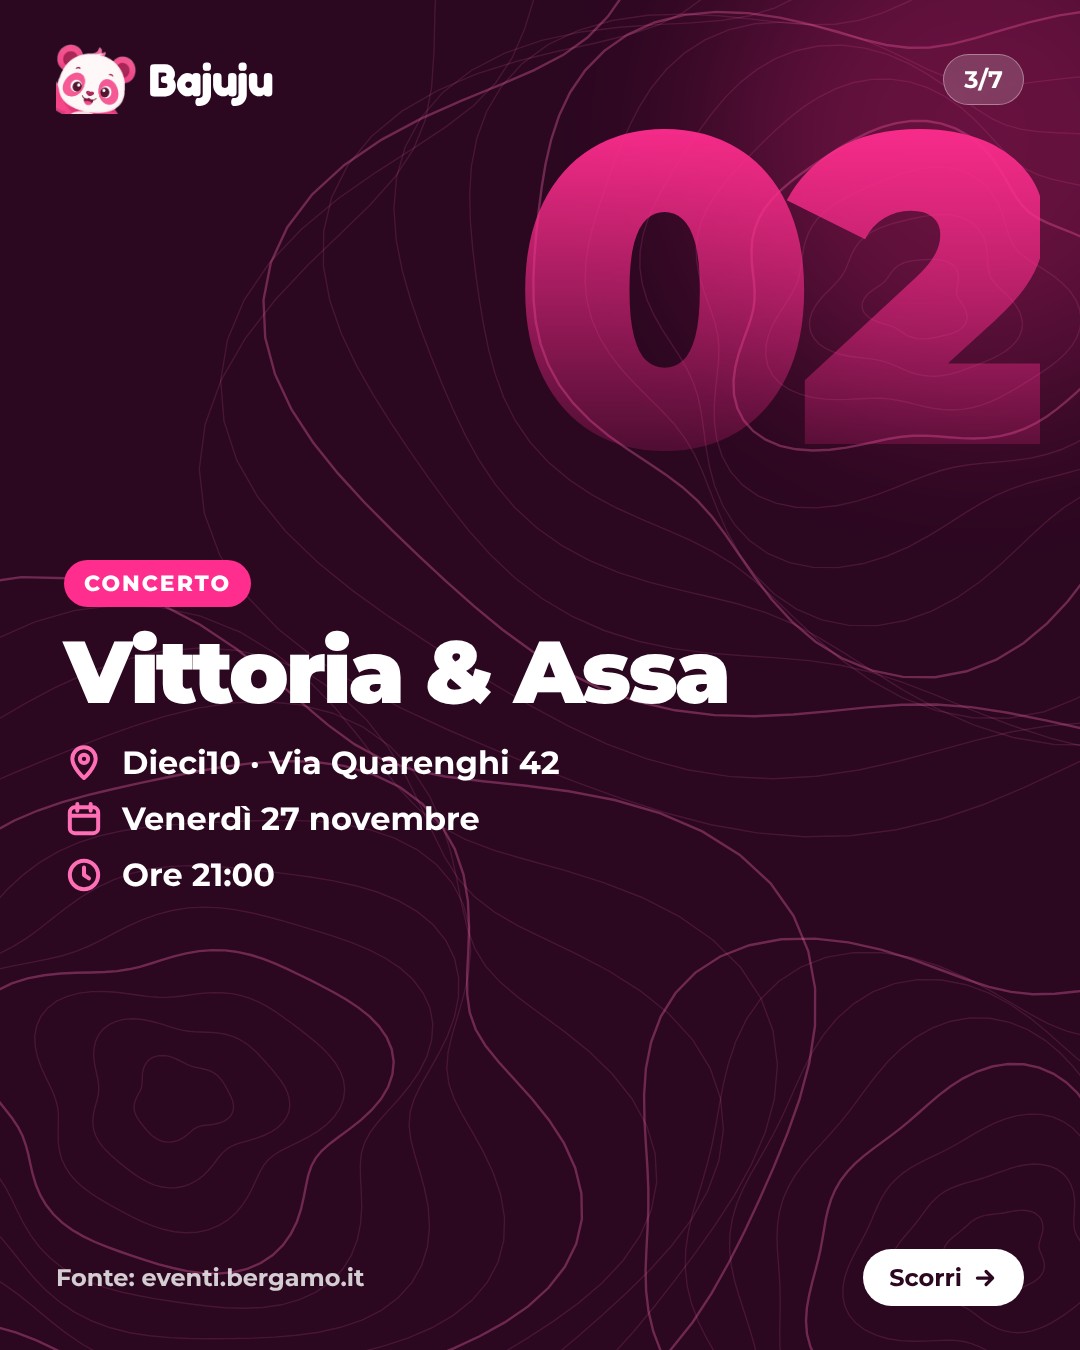 Bajuju
3/7
02
CONCERTO
Vittoria & Assa
Dieci10 · Via Quarenghi 42
Venerdì 27 novembre
Ore 21:00
Fonte: eventi.bergamo.it
Scorri →